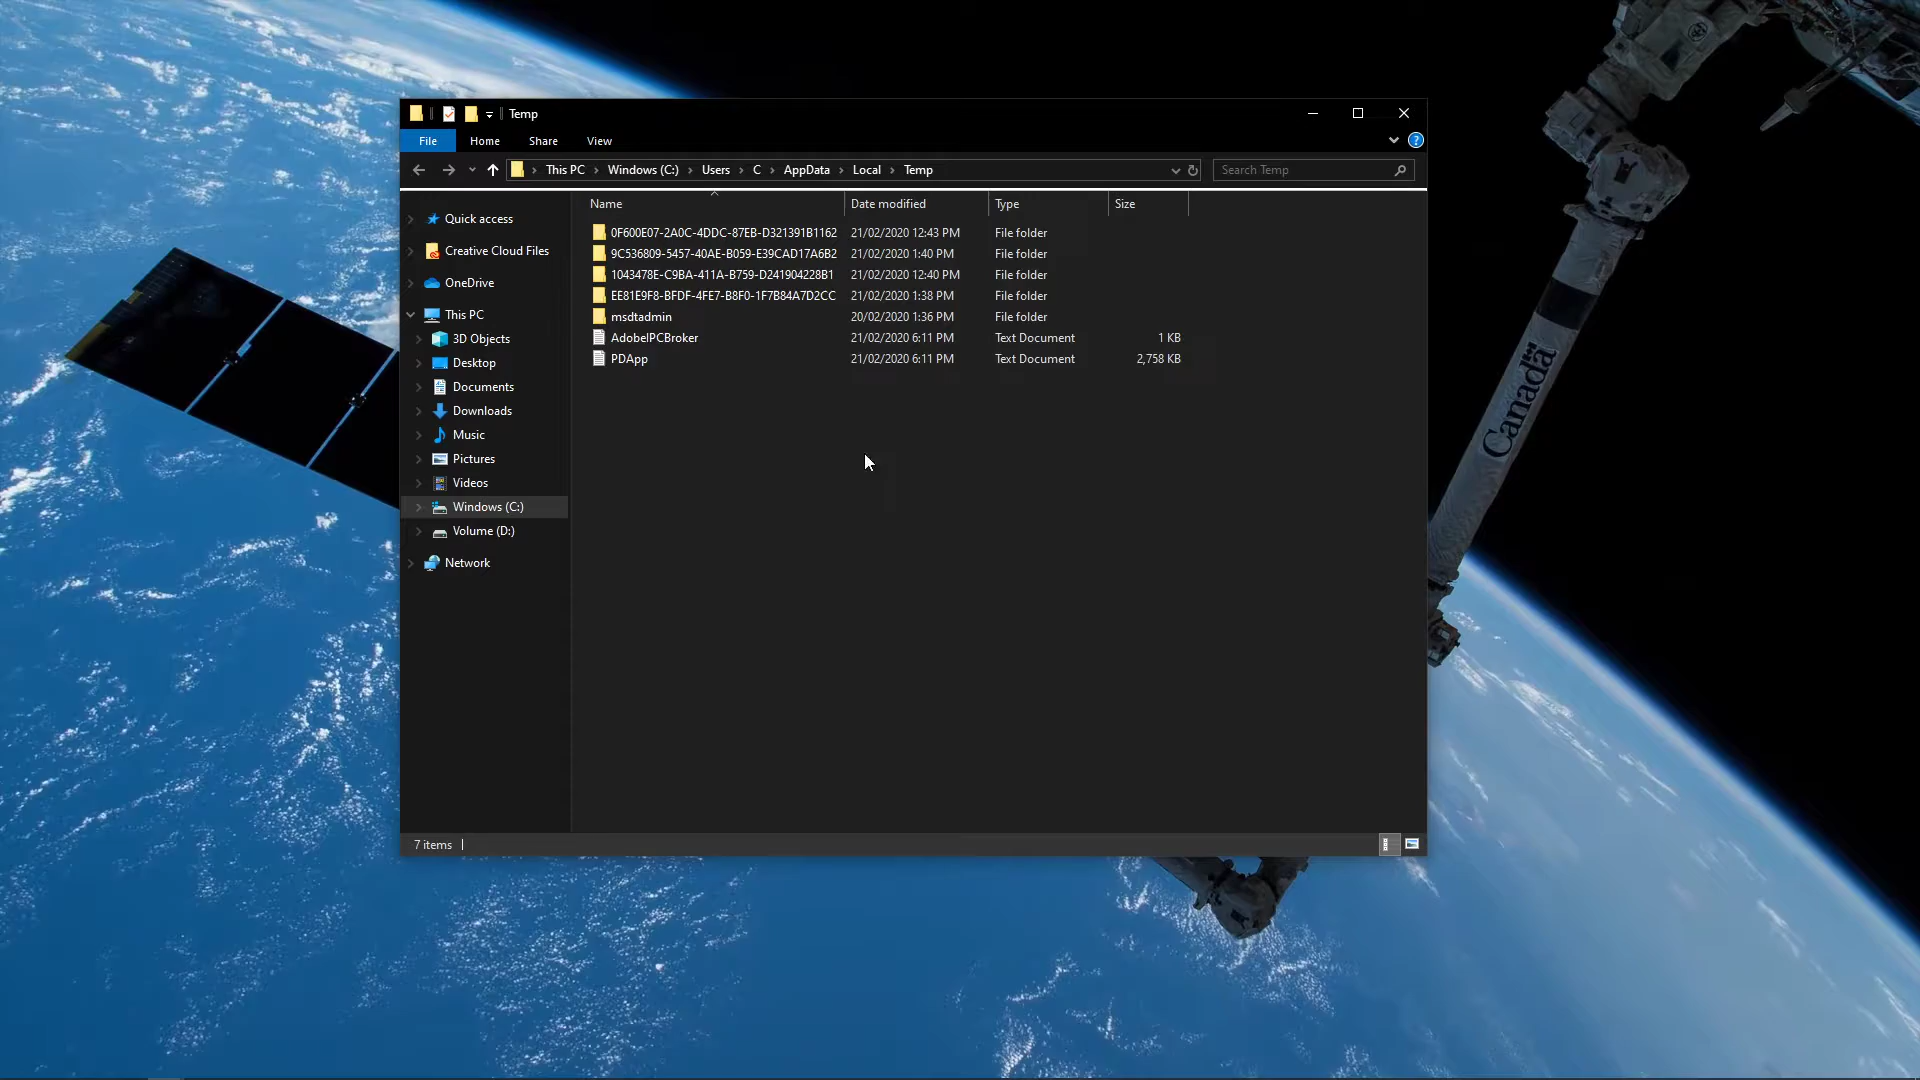 Temp
File Home Share View
This PC Windows (C:) Users C AppData Local Temp Search Temp
Name Date modified Type Size
Quick access
Creative Cloud Files
OneDrive
This PC
3D Objects
Desktop
Documents
Downloads
Music
Pictures
Videos
Windows (C:)
Volume (D:)
Network
0F600E07-2A0C-4DDC-87EB-D321391B1162 21/02/2020 12:43 PM File folder
9C536809-5457-40AE-B059-E39CAD17A6B2 21/02/2020 1:40 PM File folder
1043478E-C9BA-411A-B759-D241904228B1 21/02/2020 12:40 PM File folder
EE81E9F8-BFDF-4FE7-B8F0-1F7B84A7D2CC 21/02/2020 1:38 PM File folder
msdtadmin 20/02/2020 1:36 PM File folder
AdobeIPCBroker 21/02/2020 6:11 PM Text Document 1 KB
PDApp 21/02/2020 6:11 PM Text Document 2,758 KB
7 items
Canada